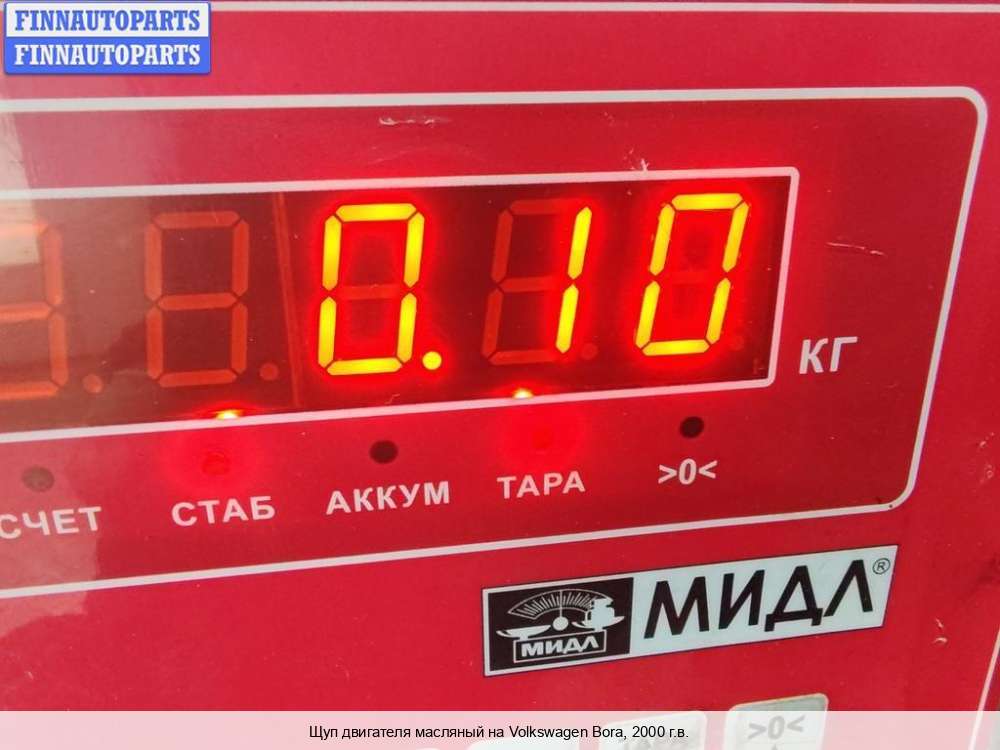 FINNAUTOPARTS
FINNAUTOPARTS
0.10
КГ
СЧЕТ СТАБ АККУМ ТАРА >0<
МИДЛ МИДЛ®
>0<
Щуп двигателя масляный на Volkswagen Bora, 2000 г.в.